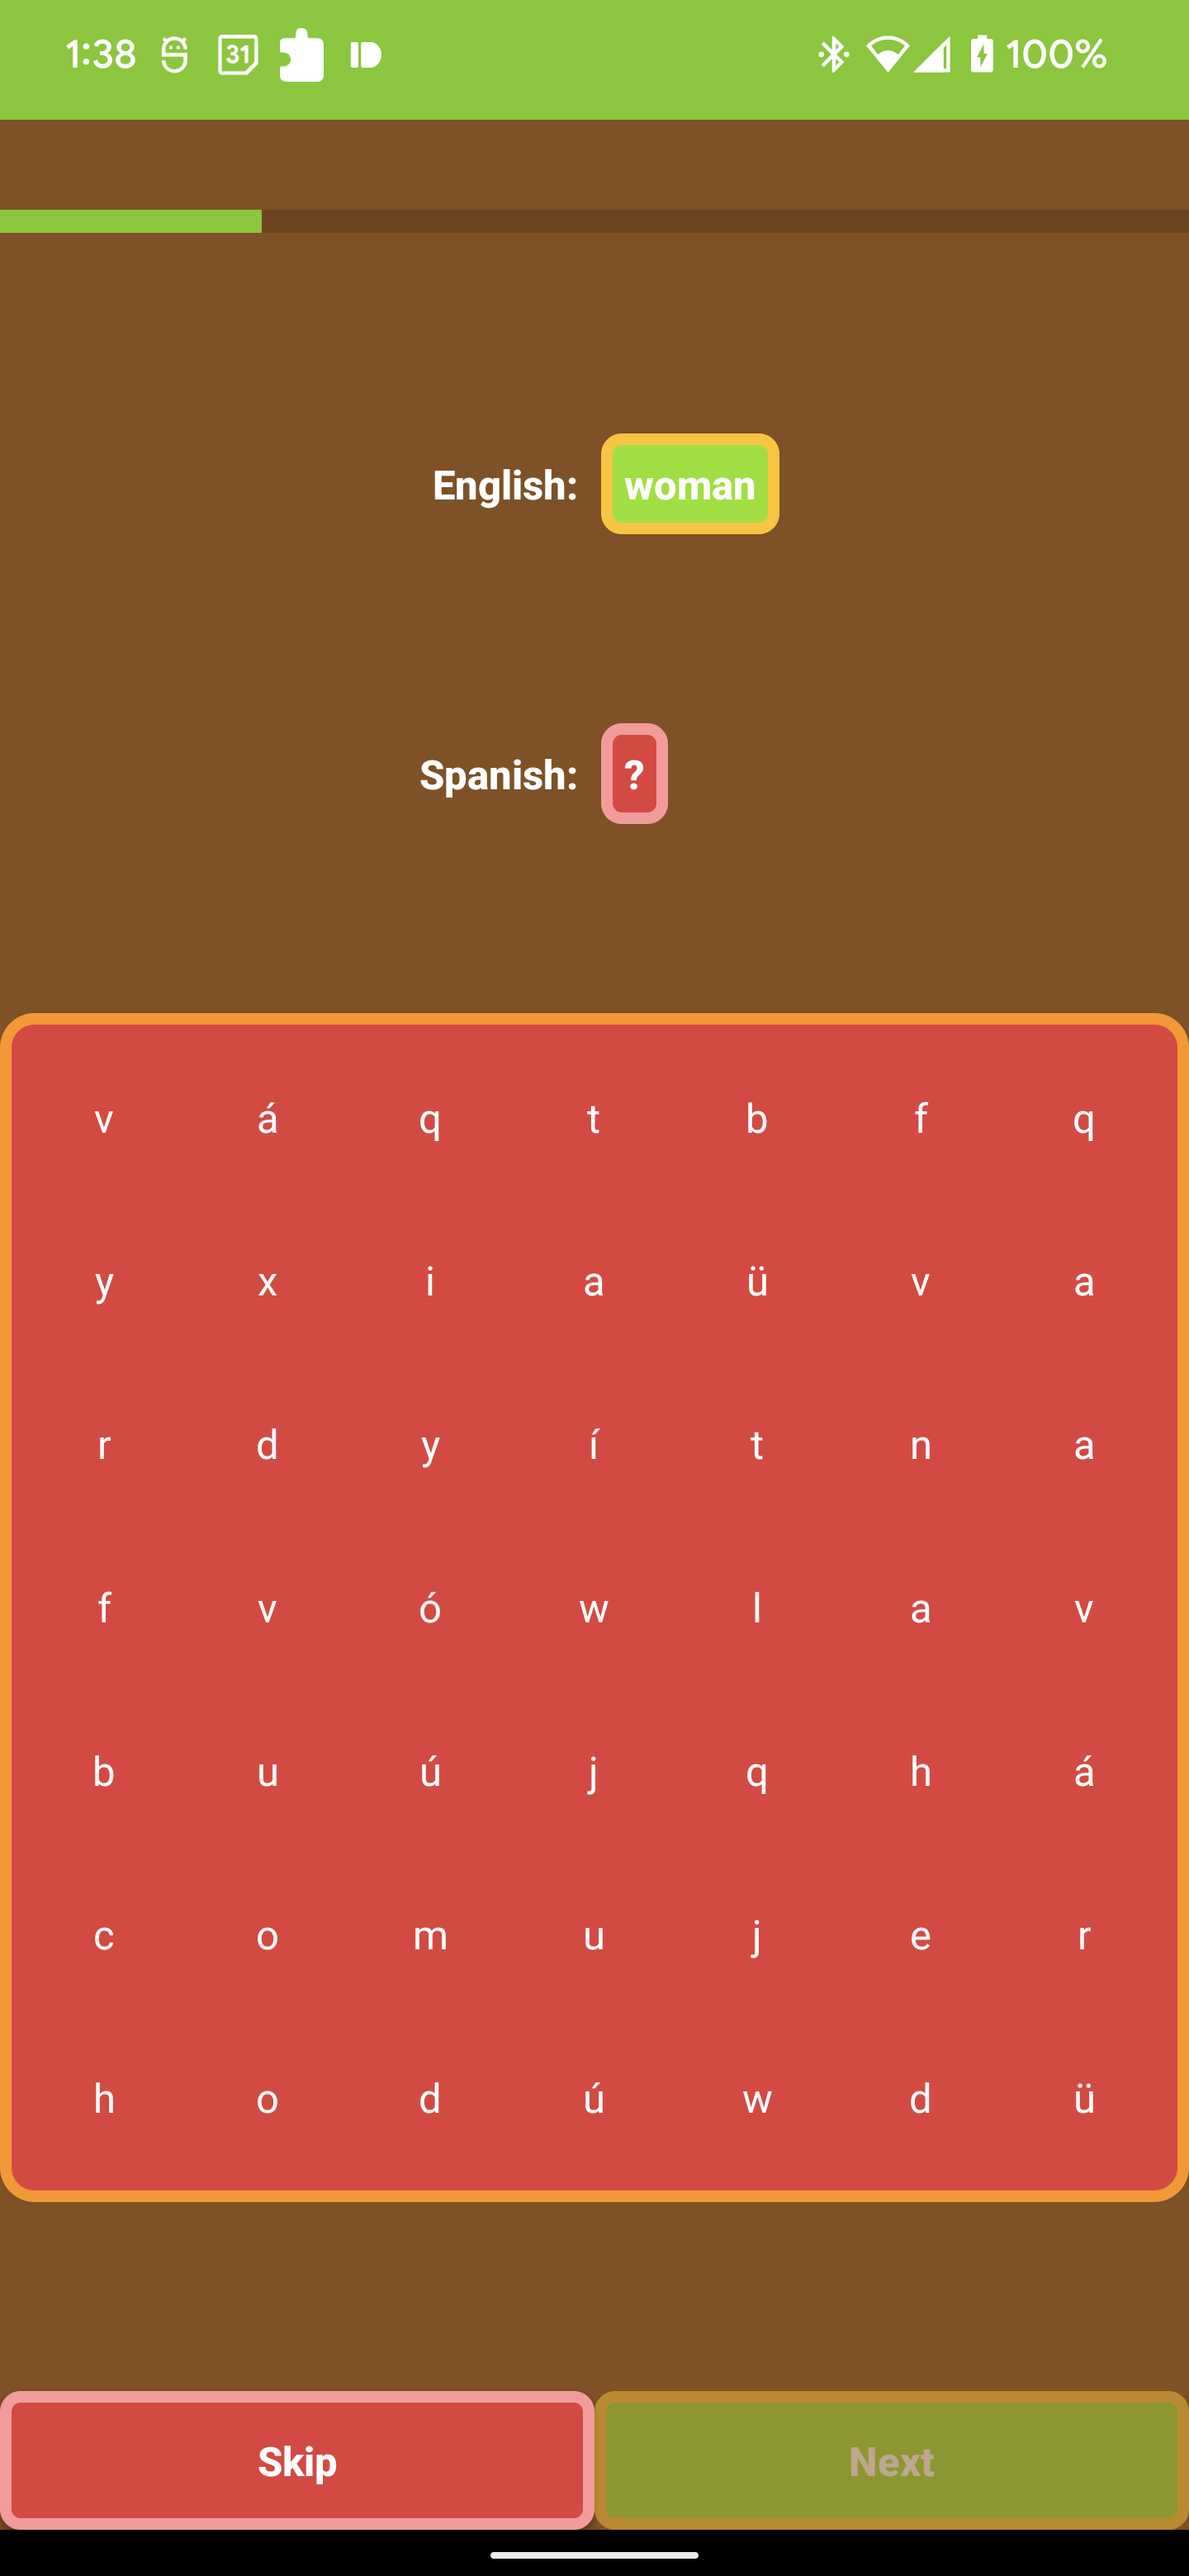 1:38 31 100%
English: woman
Spanish: ?
v á q t b f q
y x i a ü v a
r d y í t n a
f v ó w l a v
b u ú j q h á
c o m u j e r
h o d ú w d ü
Skip Next